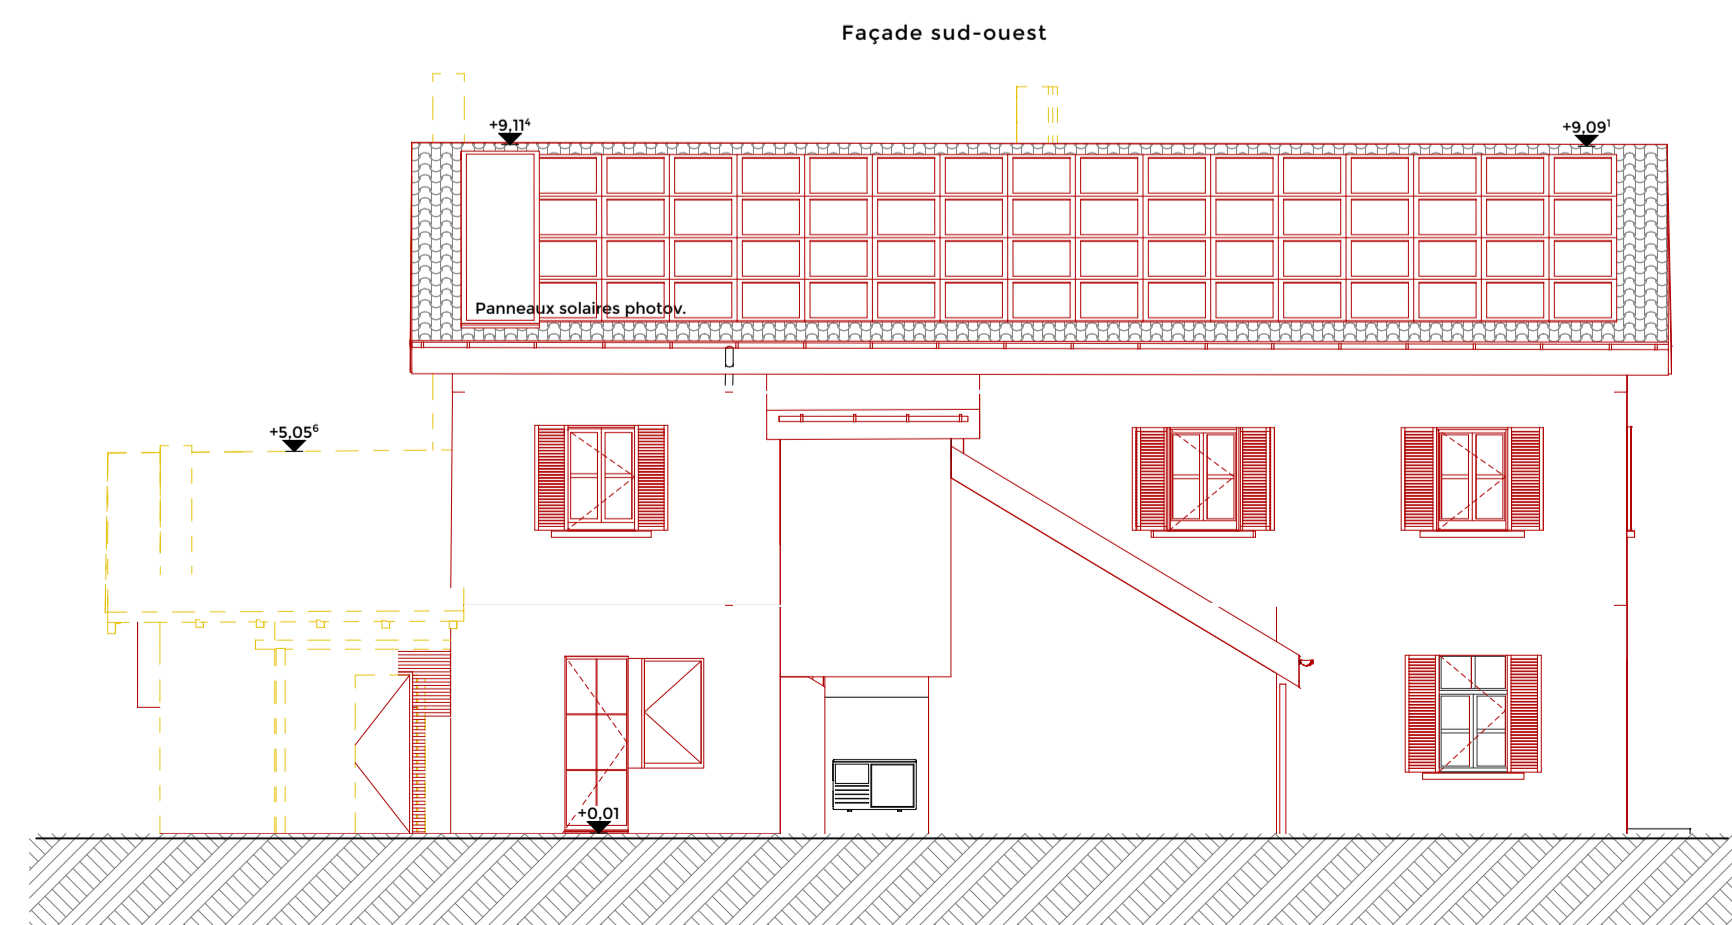 Façade sud-ouest
+9,11⁴
+9,09¹
Panneaux solaires photov.
+5,05⁶
+0,01